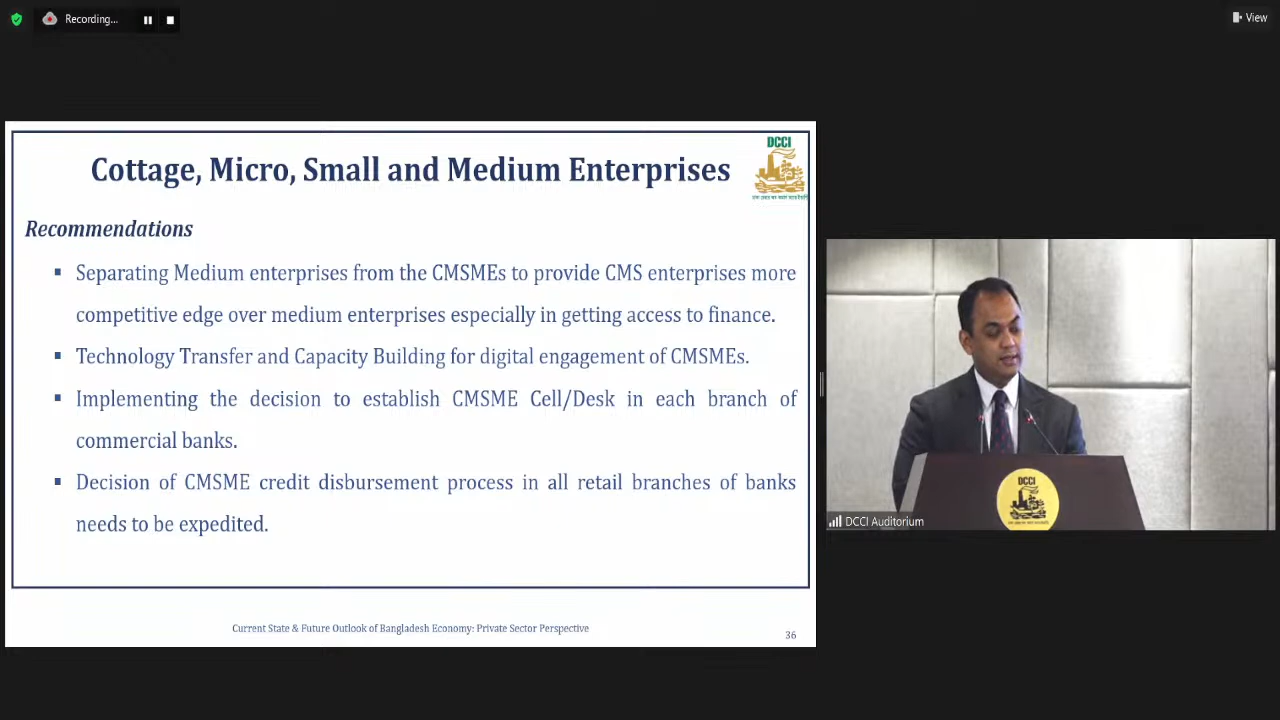 Recording...
View
DCCI
Cottage, Micro, Small and Medium Enterprises
Recommendations
▪ Separating Medium enterprises from the CMSMEs to provide CMS enterprises more
competitive edge over medium enterprises especially in getting access to finance.
▪ Technology Transfer and Capacity Building for digital engagement of CMSMEs.
▪ Implementing the decision to establish CMSME Cell/Desk in each branch of
commercial banks.
▪ Decision of CMSME credit disbursement process in all retail branches of banks
needs to be expedited.
Current State & Future Outlook of Bangladesh Economy: Private Sector Perspective
36
DCCI
DCCI Auditorium